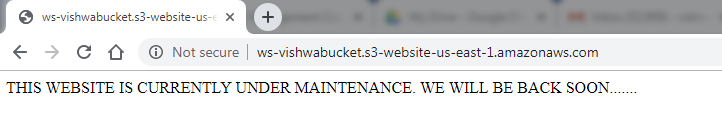 ws-vishwabucket.s3-website-us-e
Not secure
ws-vishwabucket.s3-website-us-east-1.amazonaws.com
THIS WEBSITE IS CURRENTLY UNDER MAINTENANCE. WE WILL BE BACK SOON.......